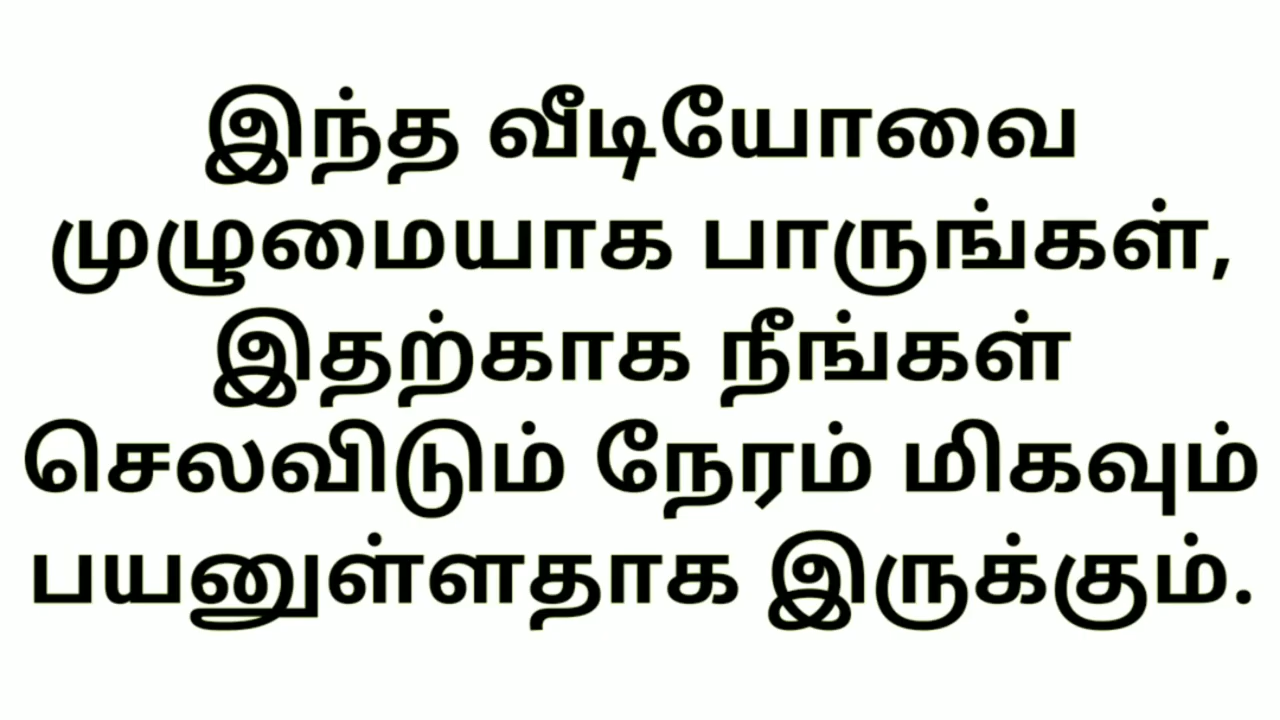 இந்த வீடியோவை
முழுமையாக பாருங்கள்,
இதற்காக நீங்கள்
செலவிடும் நேரம் மிகவும்
பயனுள்ளதாக இருக்கும்.